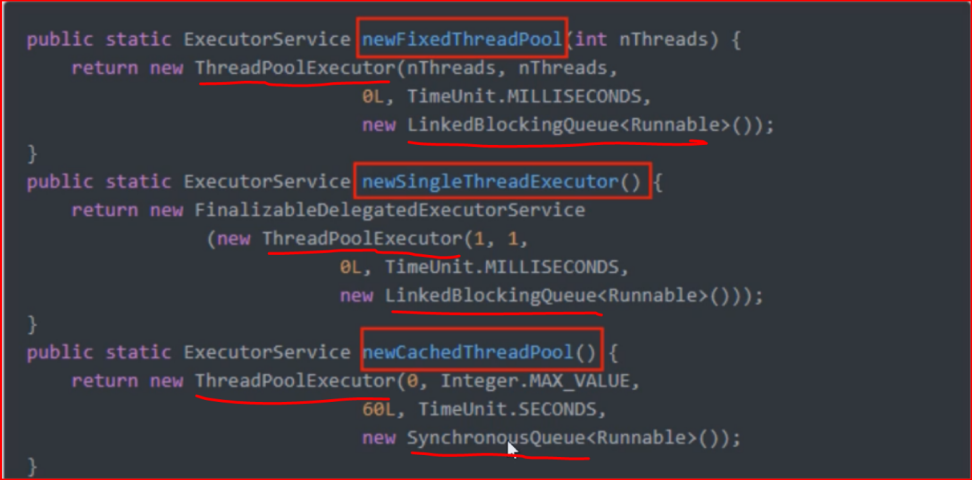 public static ExecutorService newFixedThreadPool(int nThreads) {
return new ThreadPoolExecutor(nThreads, nThreads,
0L, TimeUnit.MILLISECONDS,
new LinkedBlockingQueue<Runnable>());
}
public static ExecutorService newSingleThreadExecutor() {
return new FinalizableDelegatedExecutorService
(new ThreadPoolExecutor(1, 1,
0L, TimeUnit.MILLISECONDS,
new LinkedBlockingQueue<Runnable>()));
}
public static ExecutorService newCachedThreadPool() {
return new ThreadPoolExecutor(0, Integer.MAX_VALUE,
60L, TimeUnit.SECONDS,
new SynchronousQueue<Runnable>());
}